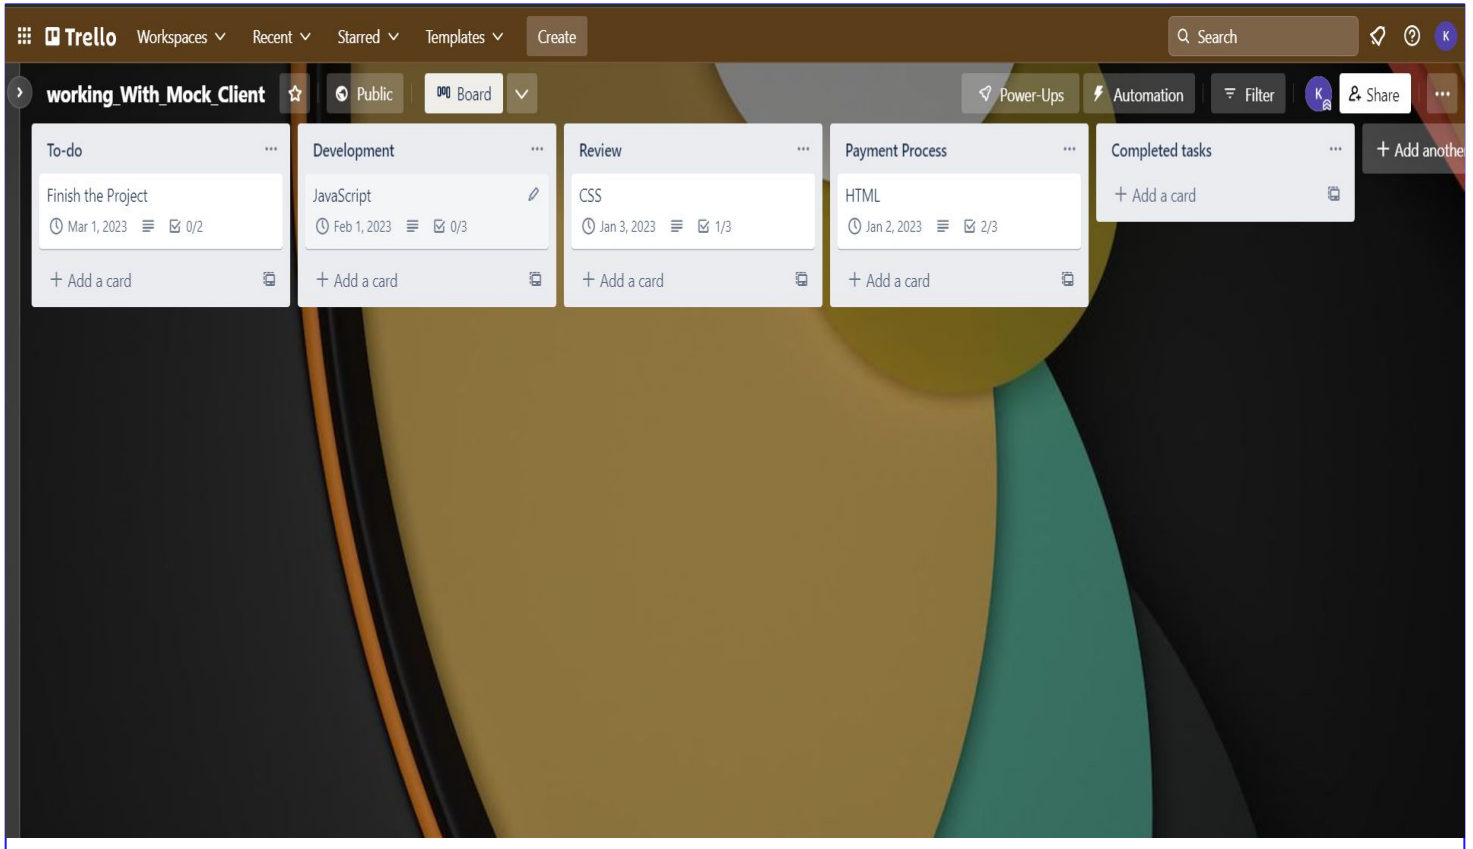 Trello Workspaces Recent Starred Templates Create Search K
working_With_Mock_Client Public Board Power-Ups Automation Filter K Share
To-do
Finish the Project
Mar 1, 2023 0/2
+ Add a card
Development
JavaScript
Feb 1, 2023 0/3
+ Add a card
Review
CSS
Jan 3, 2023 1/3
+ Add a card
Payment Process
HTML
Jan 2, 2023 2/3
+ Add a card
Completed tasks
+ Add a card
+ Add another